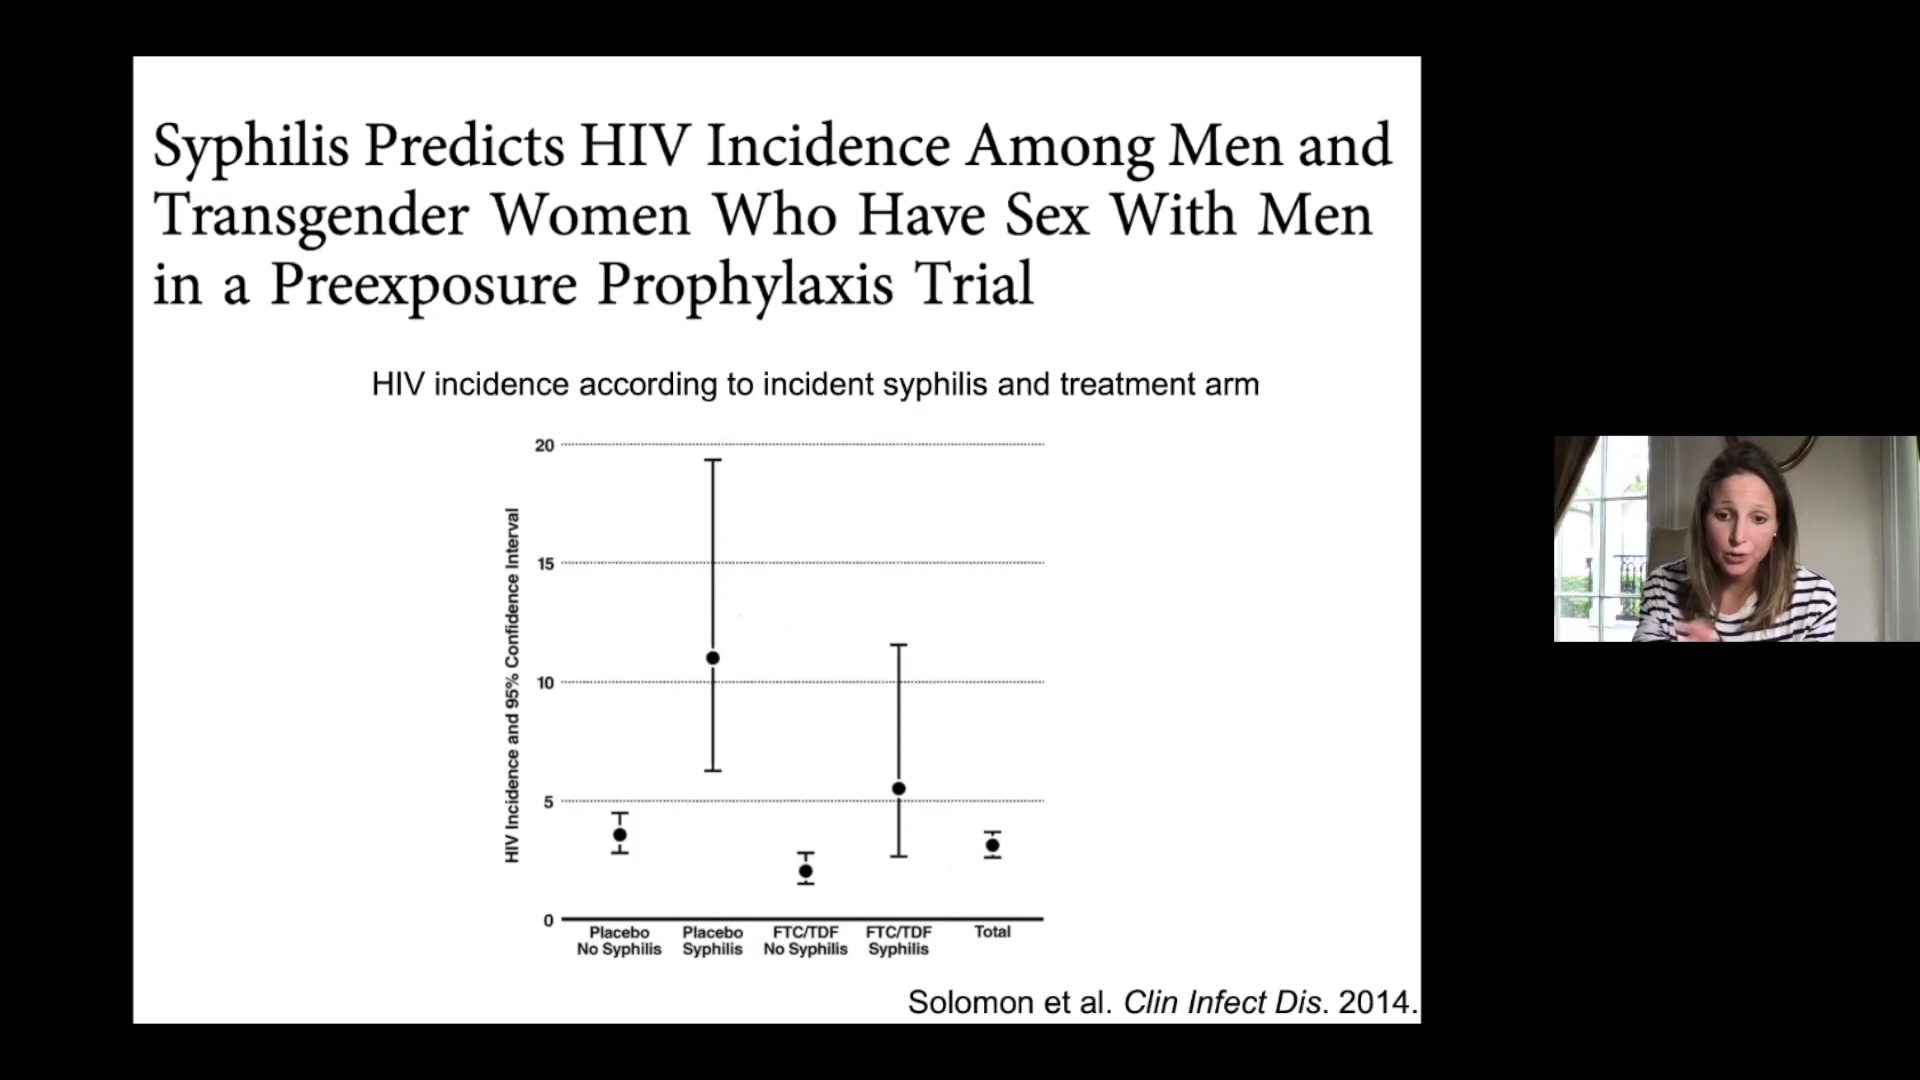 Syphilis Predicts HIV Incidence Among Men and
Transgender Women Who Have Sex With Men
in a Preexposure Prophylaxis Trial
HIV incidence according to incident syphilis and treatment arm
HIV Incidence and 95% Confidence Interval
20
15
10
5
0
Placebo No Syphilis
Placebo Syphilis
FTC/TDF No Syphilis
FTC/TDF Syphilis
Total
Solomon et al. Clin Infect Dis. 2014.